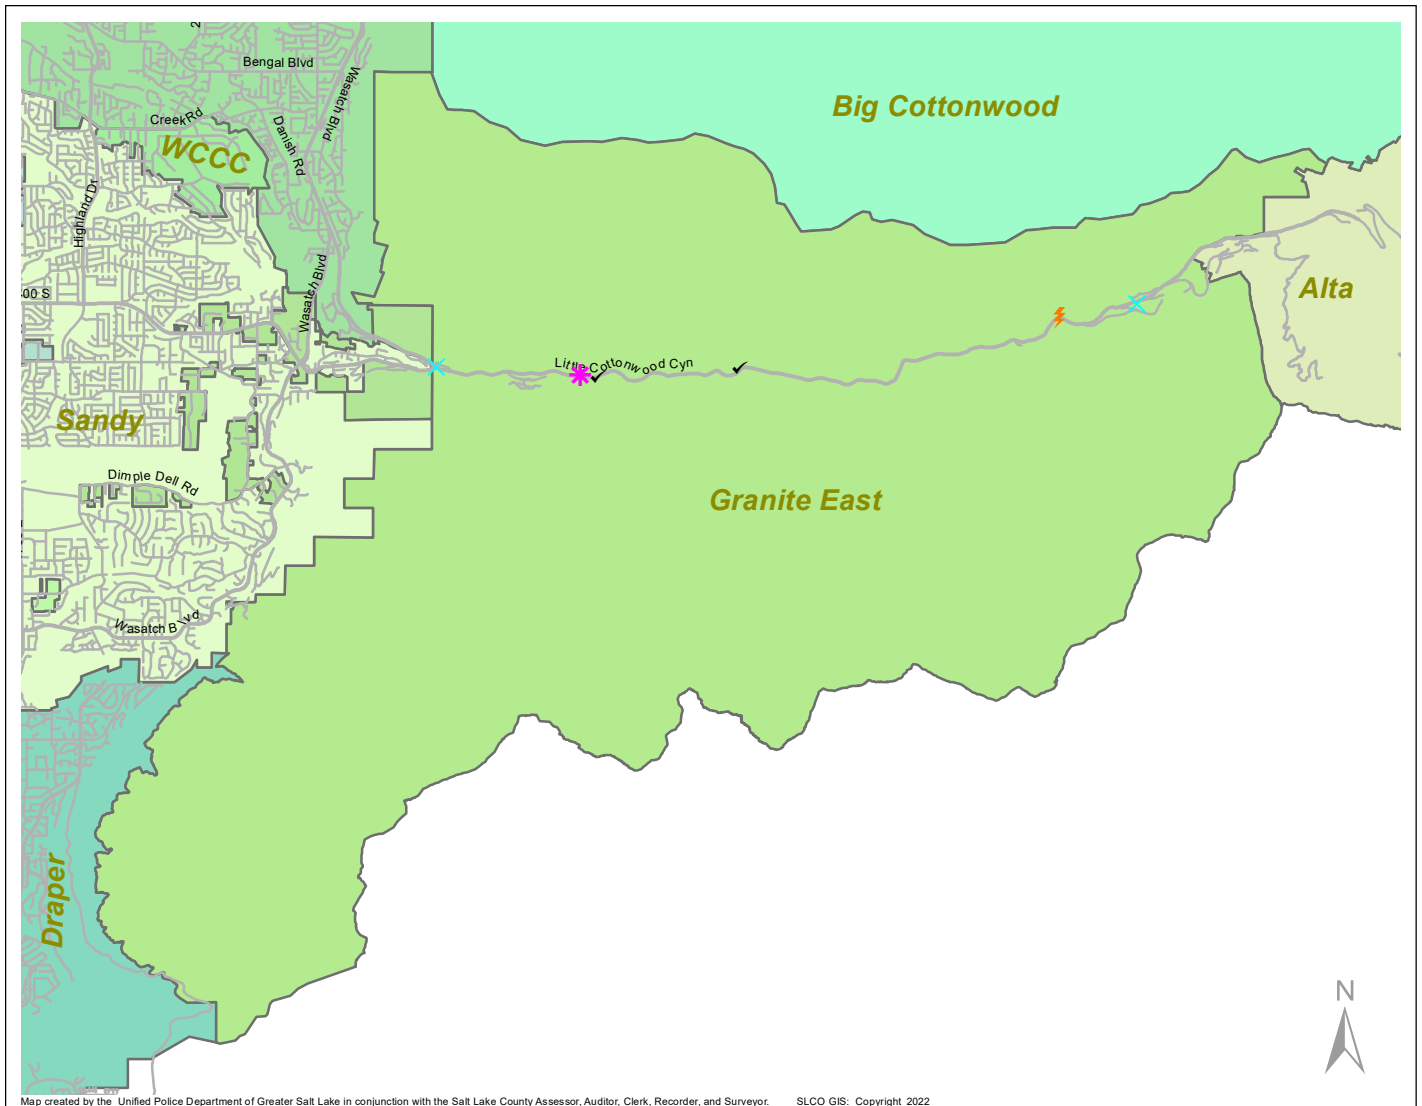 2
Bengal Blvd
Wasatch Blvd
Big Cottonwood
Creek Rd
Danish Rd
WCCC
Highland Dr
Wasatch Blvd
00 S
Alta
Little Cottonwood Cyn
Sandy
Dimple Dell Rd
Granite East
Wasatch Blvd
Draper
N
Map created by the Unified Police Department of Greater Salt Lake in conjunction with the Salt Lake County Assessor, Auditor, Clerk, Recorder, and Surveyor. SLCO GIS: Copyright 2022